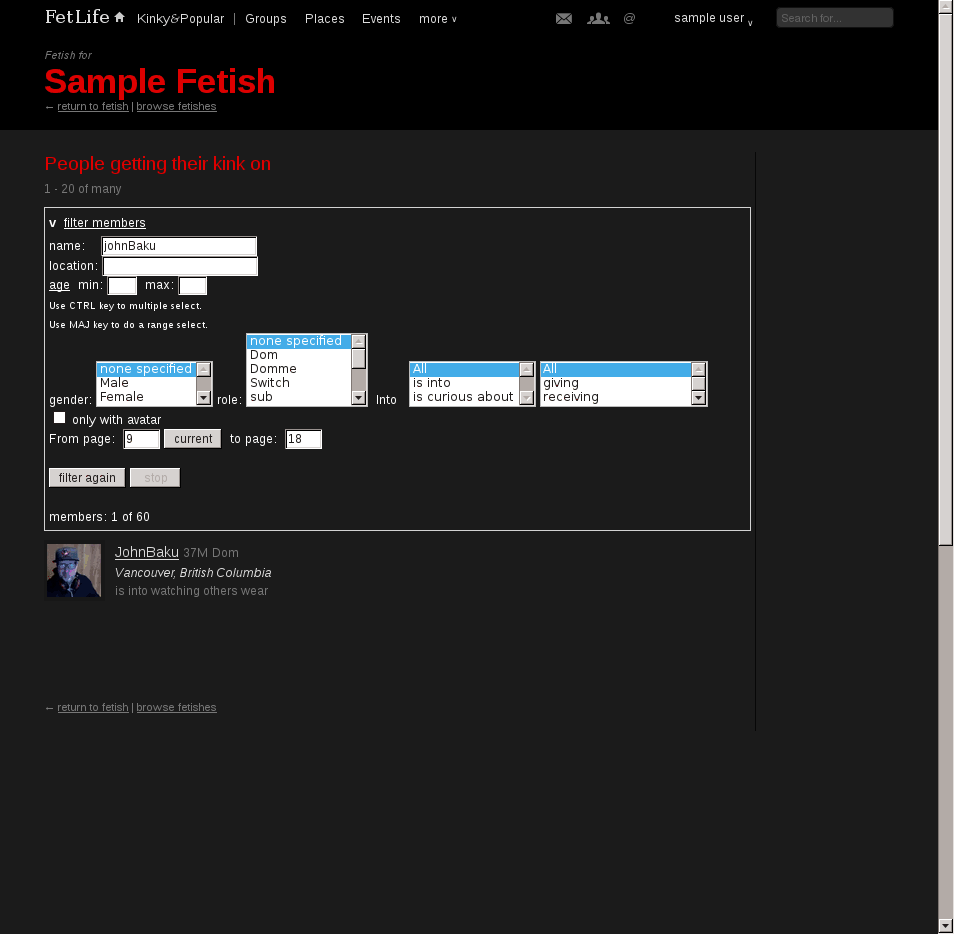 FetLife Kinky&Popular | Groups Places Events more v @ sample user v Search for...
Fetish for
Sample Fetish
← return to fetish | browse fetishes
People getting their kink on
1 - 20 of many
v filter members
name: johnBaku
location:
age min: max:
Use CTRL key to multiple select.
Use MAJ key to do a range select.
gender: none specified
Male
Female
role: none specified
Dom
Domme
Switch
sub
Into All
is into
is curious about
All
giving
receiving
only with avatar
From page: 9 current to page: 18
filter again stop
members: 1 of 60
JohnBaku 37M Dom
Vancouver, British Columbia
is into watching others wear
← return to fetish | browse fetishes